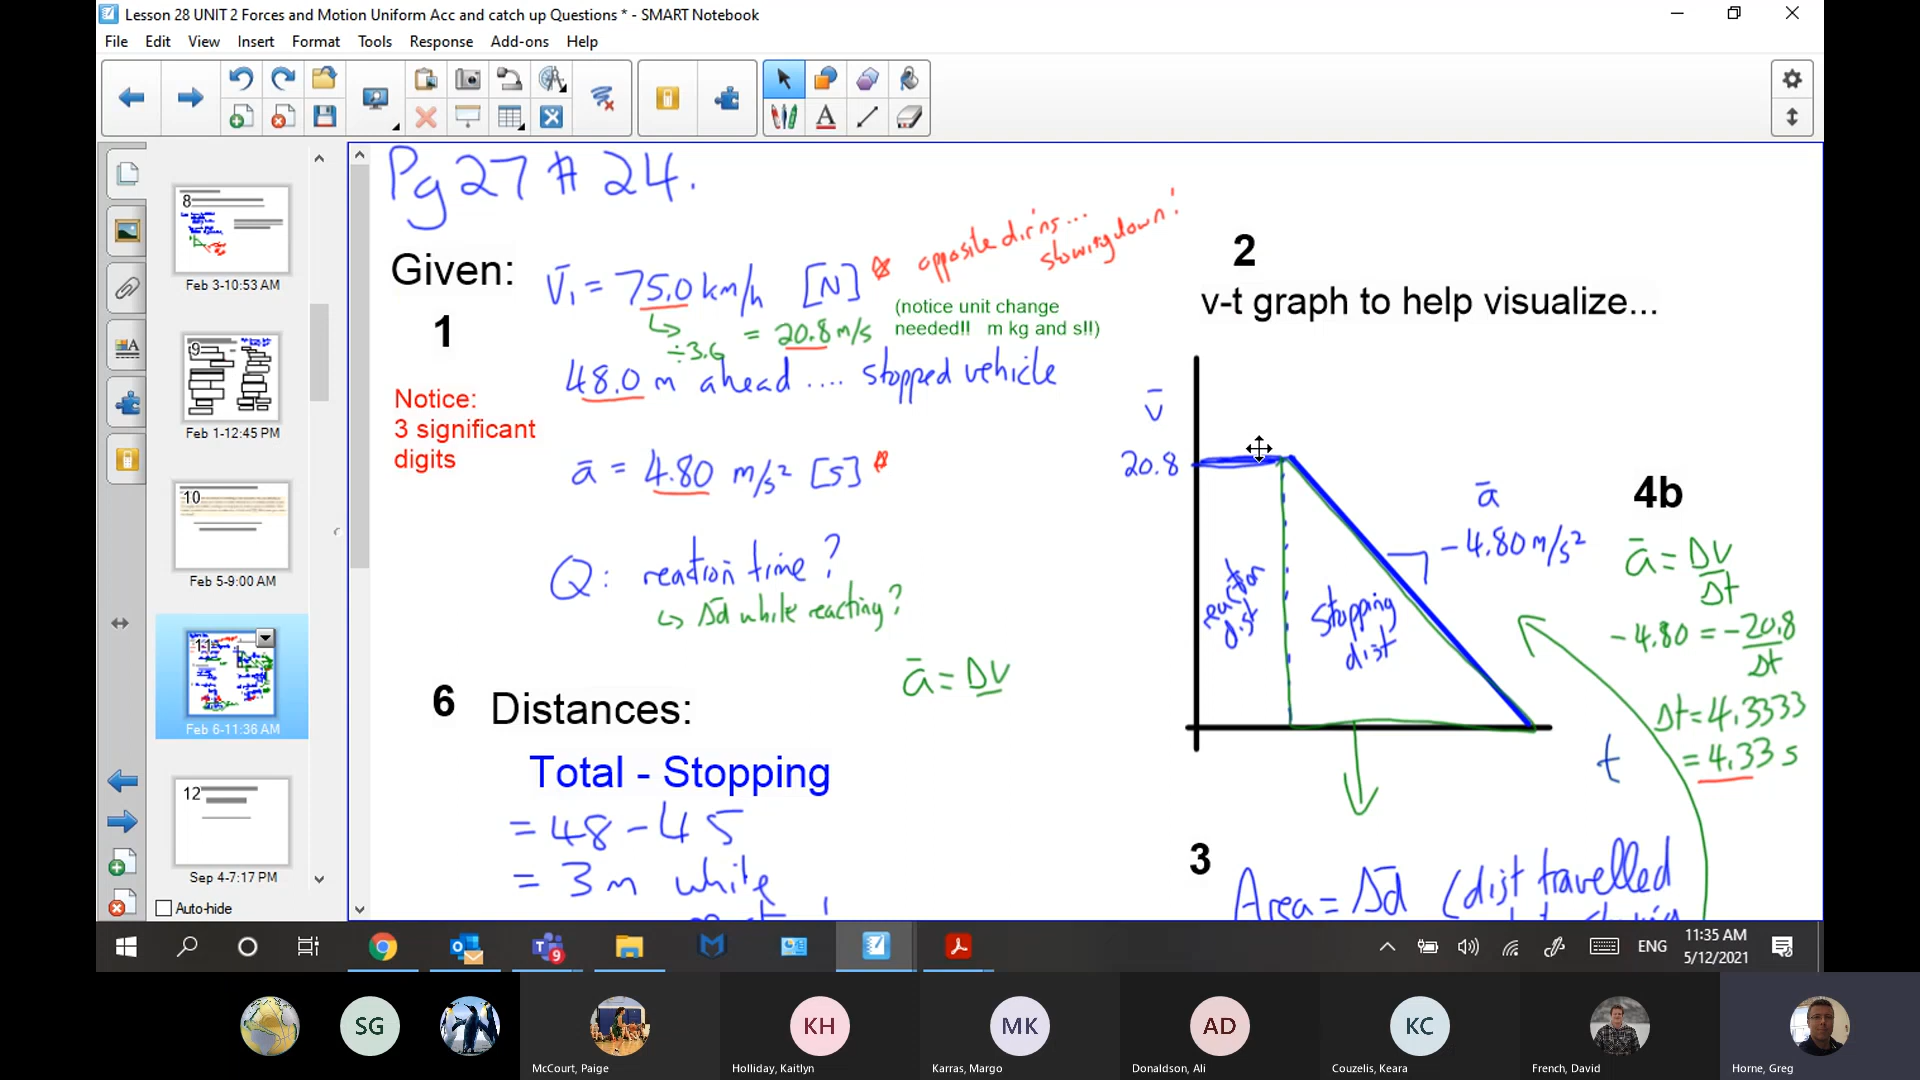 Lesson 28 UNIT 2 Forces and Motion Uniform Acc and catch up Questions * - SMART Notebook
File Edit View Insert Format Tools Response Add-ons Help
8
Feb 3-10:53 AM
9
Feb 1-12:45 PM
10
Feb 5-9:00 AM
11
Feb 6-11:36 AM
12
Sep 4-7:17 PM
Auto-hide
Pg 27 # 24.
Given:
1
v̄₁ = 75.0 km/h [N]
opposite dir'ns...
slowing down!
÷3.6 = 20.8 m/s
(notice unit change
needed!! m kg and s!!)
48.0 m ahead .... stopped vehicle
Notice:
3 significant
digits
ā = 4.80 m/s² [S]
Q: reaction time?
↳ Δd while reacting?
ā = Δv
6
Distances:
Total - Stopping
= 48 - 45
= 3m while
2
v-t graph to help visualize...
v̄
20.8
dist
stopping
dist
ā
-4.80 m/s²
t
4b
ā = Δv
Δt
-4.80 = -20.8
Δt
Δt = 4.3333
= 4.33 s
3
Area = Δd (dist travelled
ENG
11:35 AM
5/12/2021
9
SG
KH
MK
AD
KC
McCourt, Paige
Holliday, Kaitlyn
Karras, Margo
Donaldson, Ali
Couzelis, Keara
French, David
Horne, Greg